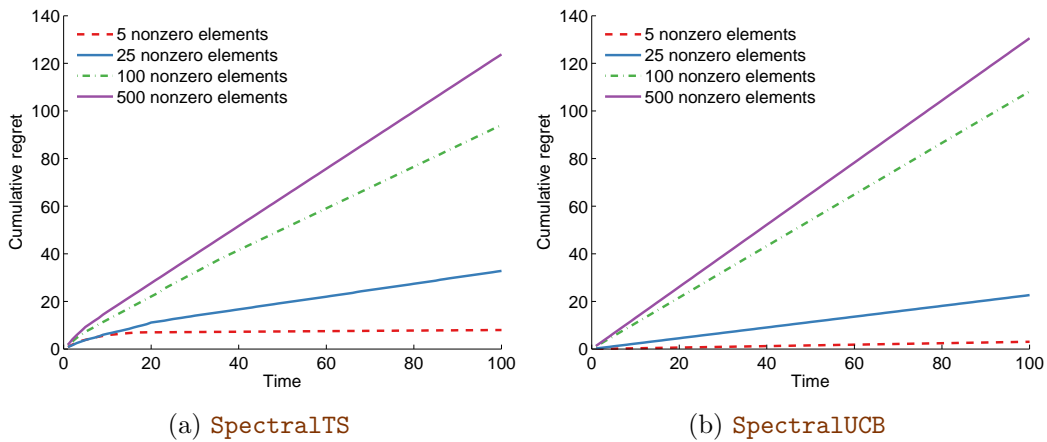 140
120
100
80
60
40
20
0
Cumulative regret
5 nonzero elements
25 nonzero elements
100 nonzero elements
500 nonzero elements
0 20 40 60 80 100
Time
(a) SpectralTS
140
120
100
80
60
40
20
0
Cumulative regret
5 nonzero elements
25 nonzero elements
100 nonzero elements
500 nonzero elements
0 20 40 60 80 100
Time
(b) SpectralUCB